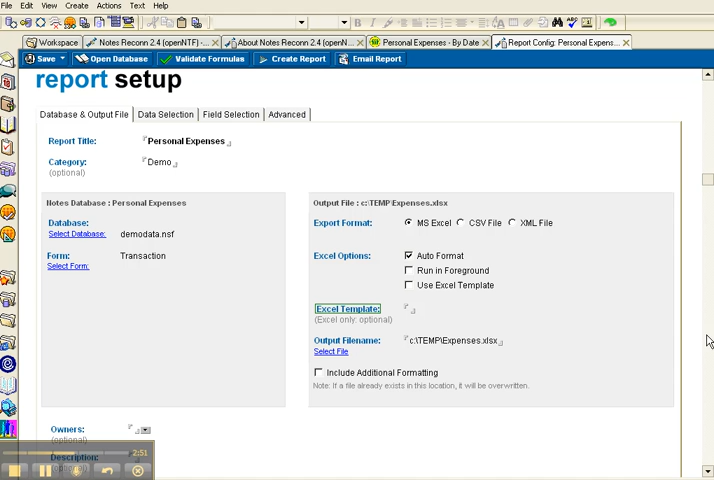 File Edit View Create Actions Text Help
Workspace Notes Reconn 2.4 (openNTF) -... About Notes Reconn 2.4 (openN... Personal Expenses - By Date Report Config: Personal Expens...
Save Open Database Validate Formulas Create Report Email Report
report setup
Database & Output File Data Selection Field Selection Advanced
Report Title: Personal Expenses
Category: Demo
(optional)
Notes Database : Personal Expenses
Database:
Select Database: demodata.nsf
Form: Transaction
Select Form:
Output File : c:\TEMP\Expenses.xlsx
Export Format: MS Excel CSV File XML File
Excel Options: Auto Format
Run in Foreground
Use Excel Template
Excel Template:
(Excel only: optional)
Output Filename: c:\TEMP\Expenses.xlsx
Select File
Include Additional Formatting
Note: If a file already exists in this location, it will be overwritten.
Owners:
(optional)
Description:
2:51